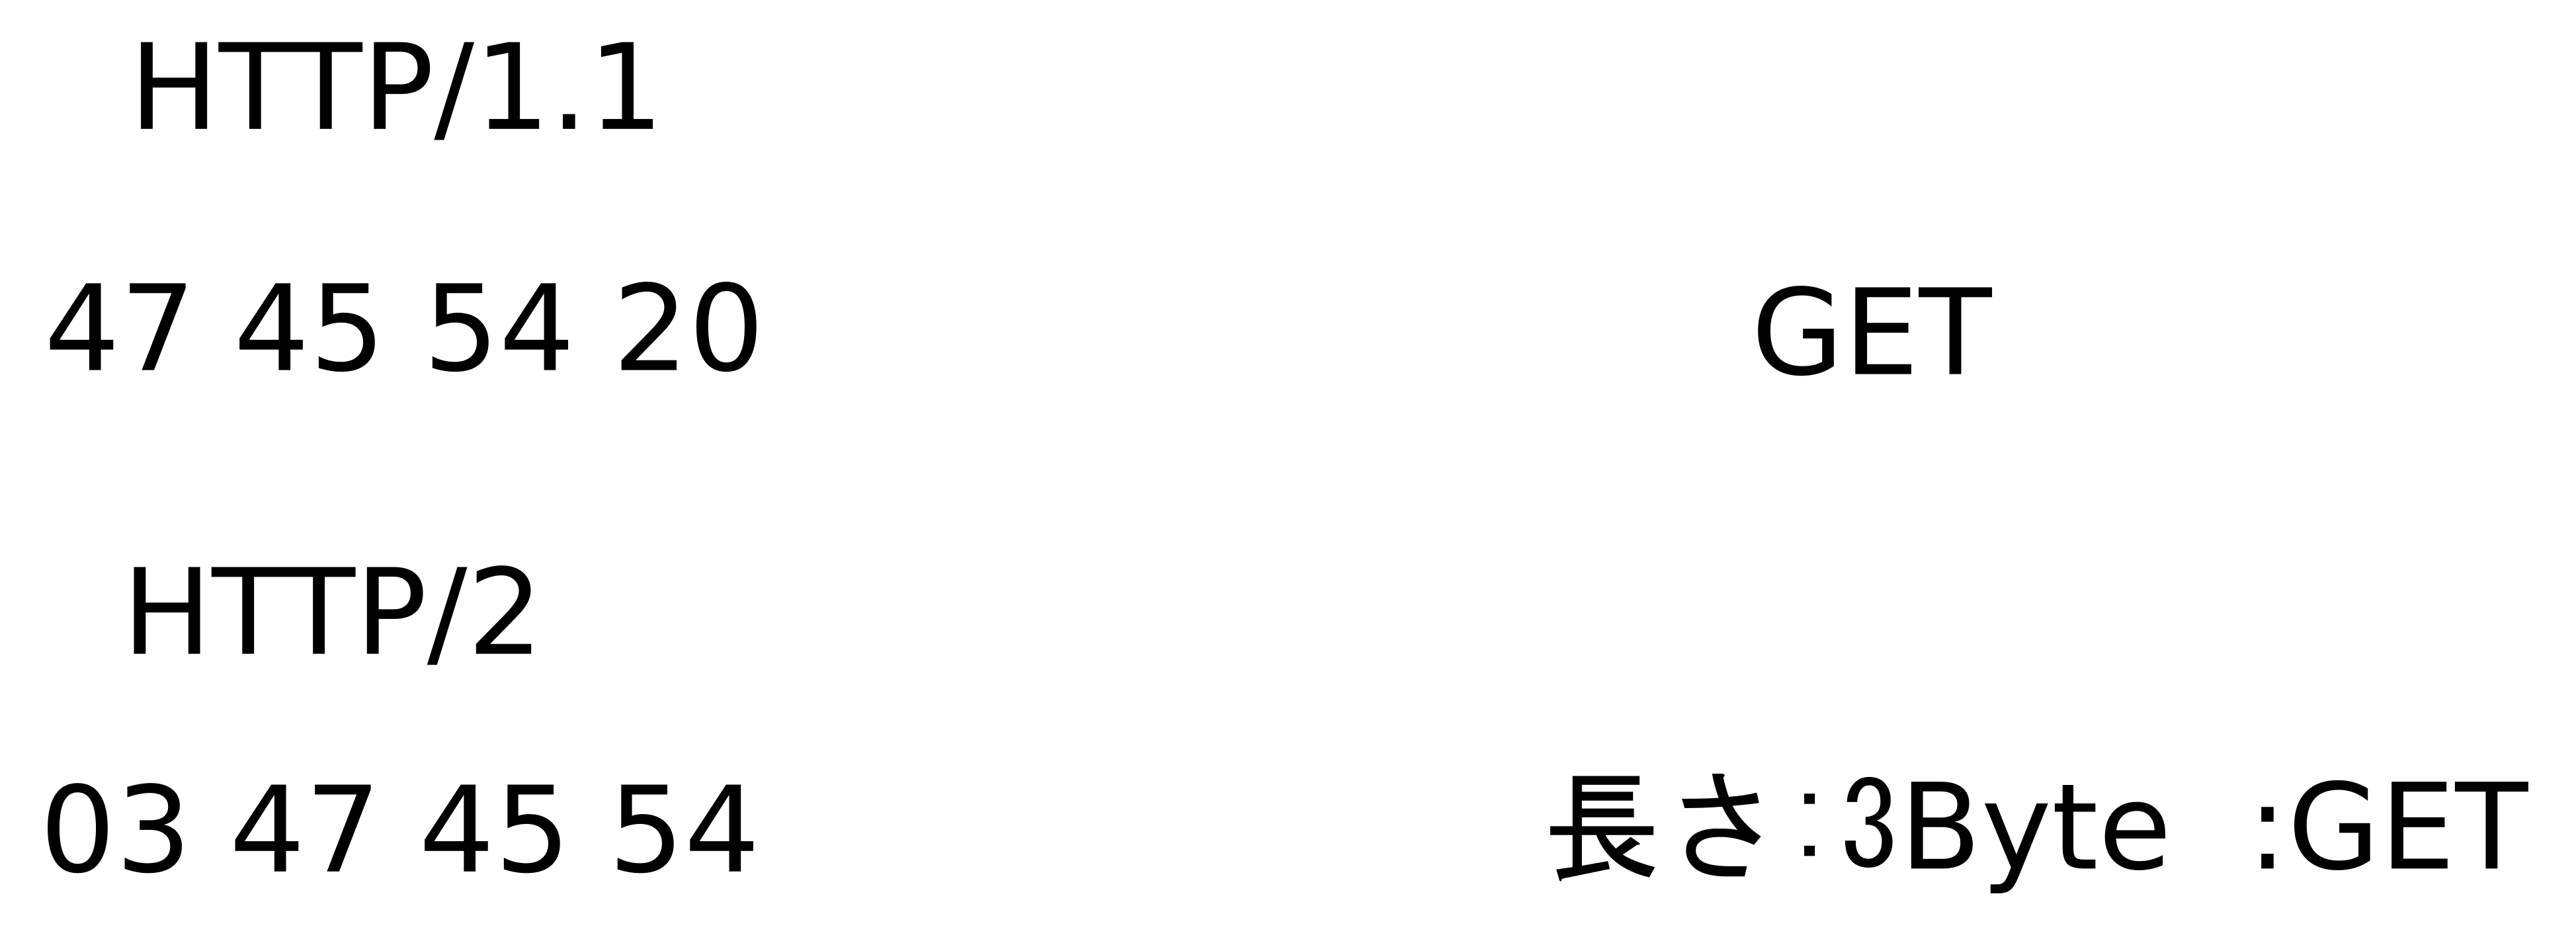 HTTP/1.1
47 45 54 20 GET
HTTP/2
03 47 45 54 長さ:3Byte :GET